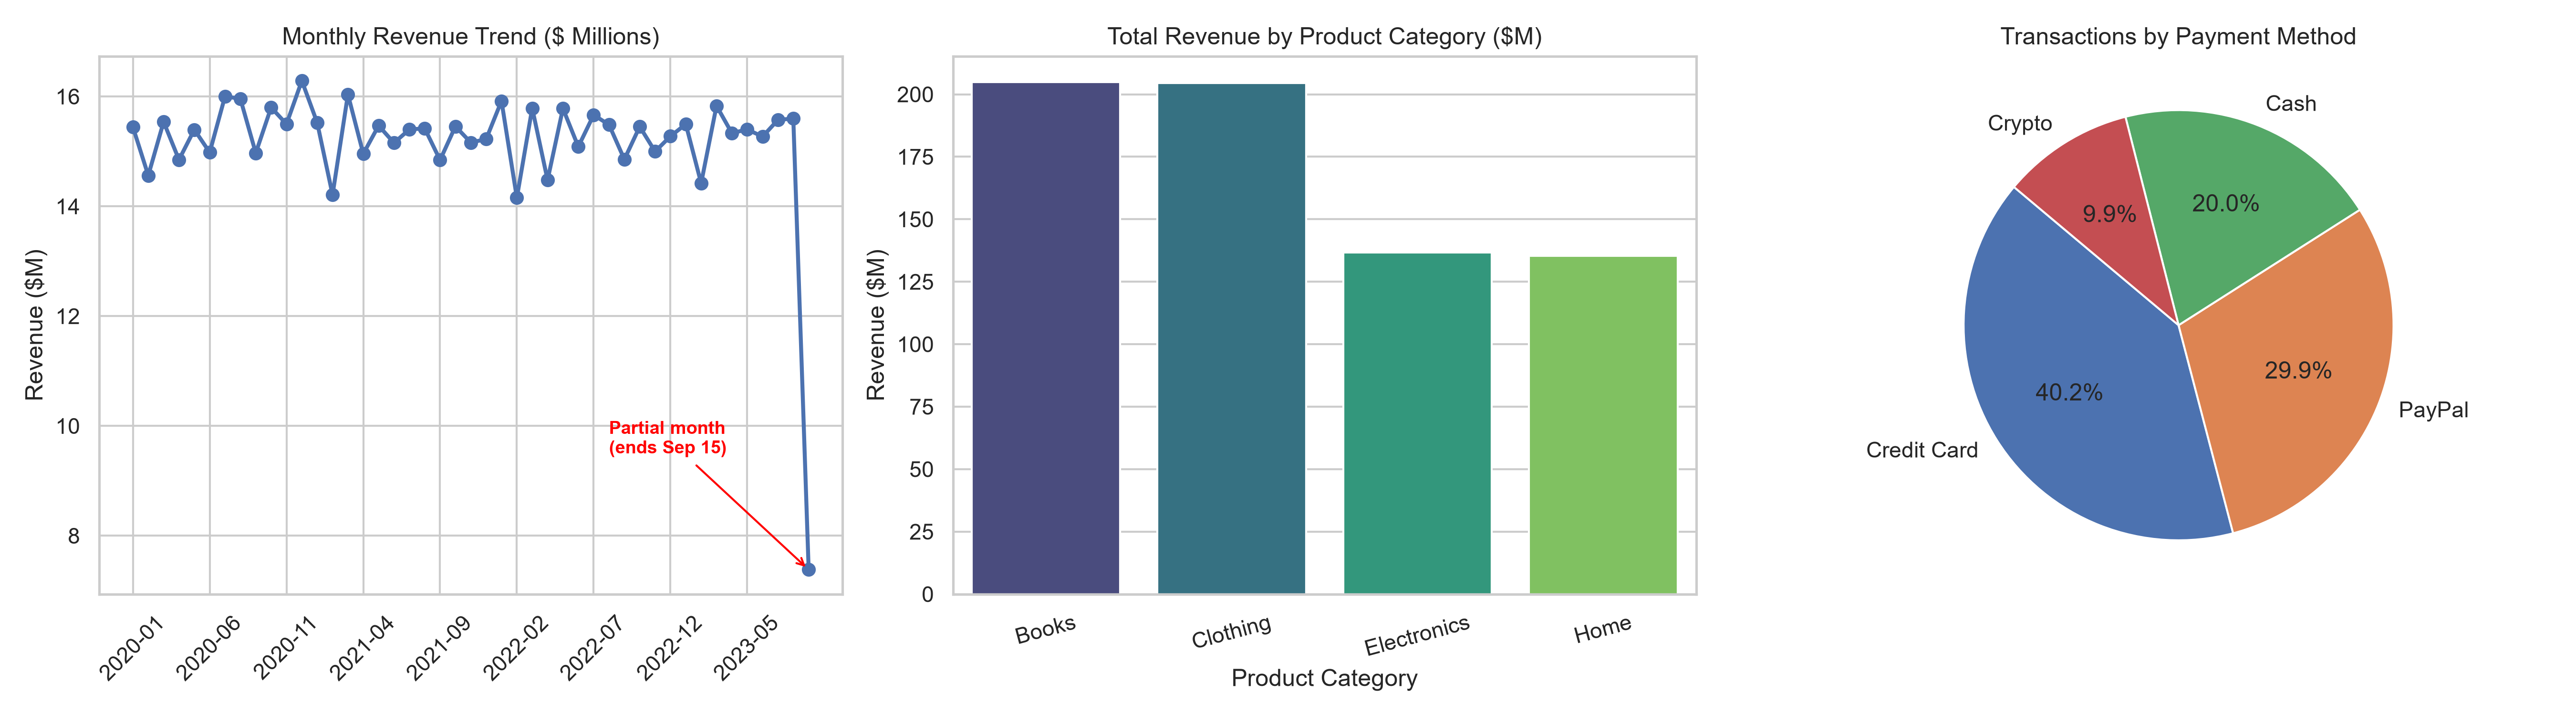 Monthly Revenue Trend ($ Millions)
Revenue ($M)
16
14
12
10
8
Partial month
(ends Sep 15)
2020-01
2020-06
2020-11
2021-04
2021-09
2022-02
2022-07
2022-12
2023-05
Total Revenue by Product Category ($M)
Revenue ($M)
200
175
150
125
100
75
50
25
0
Books
Clothing
Electronics
Home
Product Category
Transactions by Payment Method
Cash
Crypto
20.0%
9.9%
29.9%
40.2%
PayPal
Credit Card